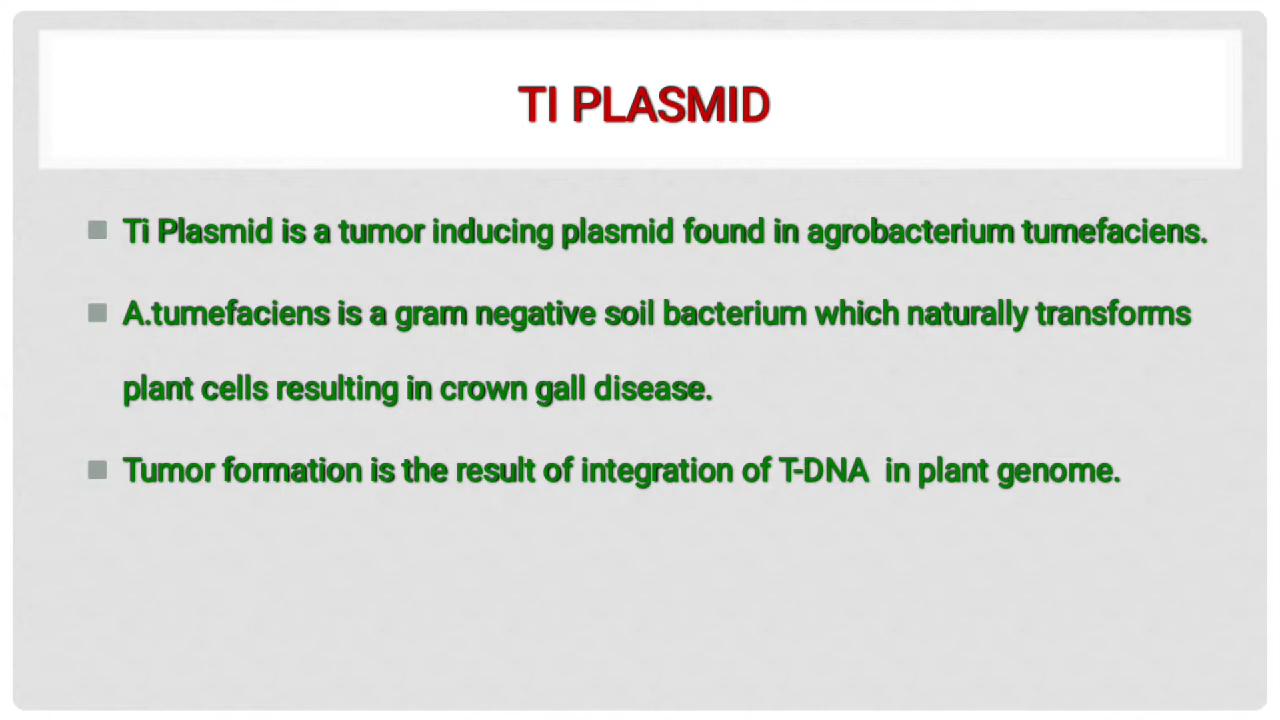 TI PLASMID
Ti Plasmid is a tumor inducing plasmid found in agrobacterium tumefaciens.
A.tumefaciens is a gram negative soil bacterium which naturally transforms
plant cells resulting in crown gall disease.
Tumor formation is the result of integration of T-DNA  in plant genome.